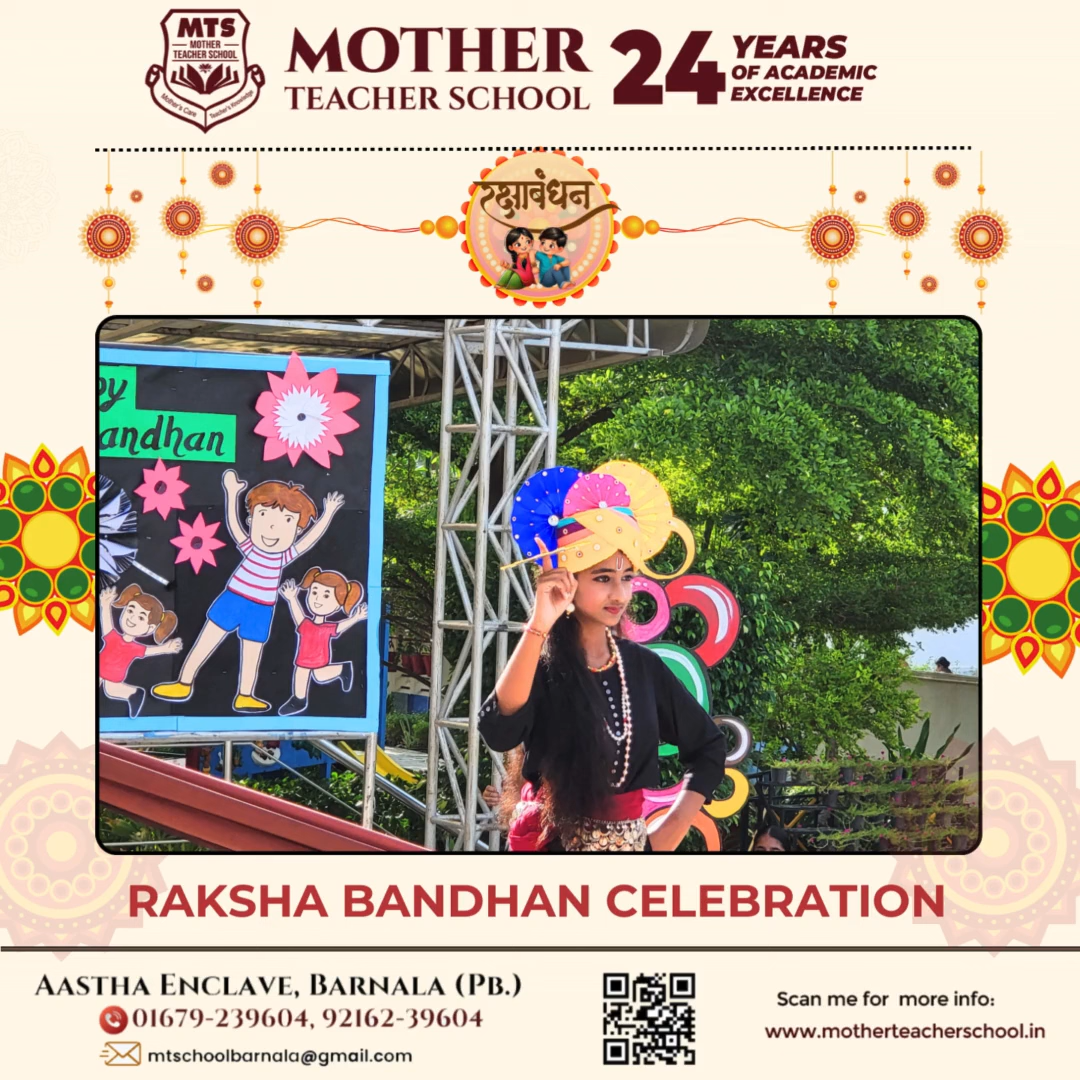 MTS
MOTHER
TEACHER SCHOOL
Mother's Care
Teacher's Knowledge
MOTHER
TEACHER SCHOOL
24 YEARS
OF ACADEMIC
EXCELLENCE
रक्षाबंधन
py
andhan
RAKSHA BANDHAN CELEBRATION
AASTHA ENCLAVE, BARNALA (PB.)
01679-239604, 92162-39604
mtschoolbarnala@gmail.com
Scan me for more info:
www.motherteacherschool.in